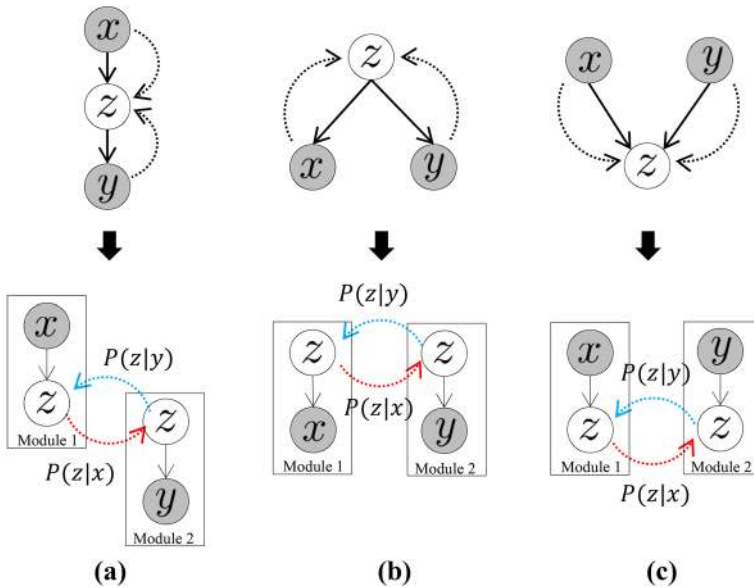 x
z
y
z
x
y
x
y
z
x
z
Module 1
P(z|y)
P(z|x)
z
y
Module 2
P(z|y)
z
x
Module 1
P(z|x)
z
y
Module 2
x
z
Module 1
P(z|y)
P(z|x)
y
z
Module 2
(a)
(b)
(c)